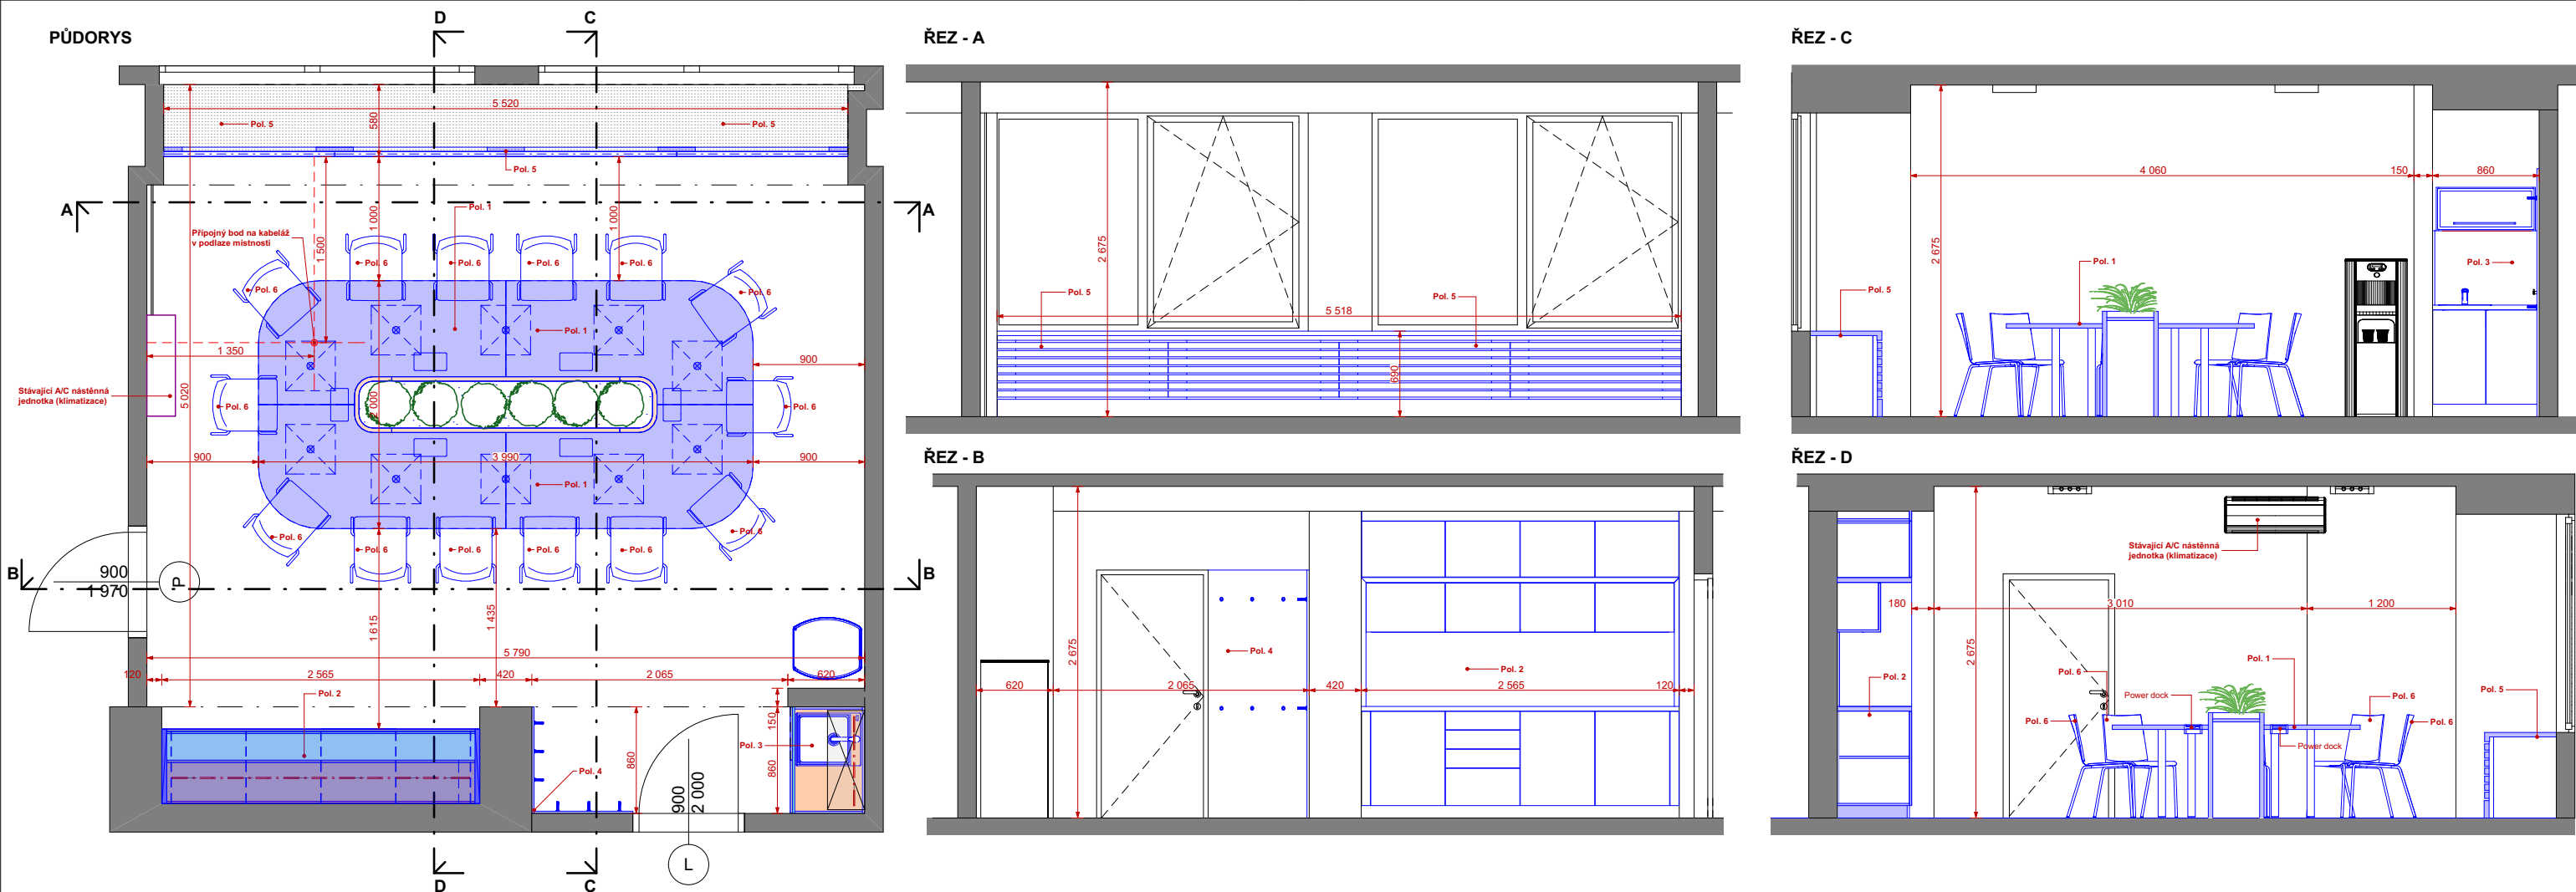 PŮDORYS
D
C
5 520
580
Pol. 5
Pol. 5
Pol. 5
A
A
Pol. 1
1 000
1 000
1 500
Přípojný bod na kabeláž
v podlaze místnosti
Pol. 6
Pol. 6
Pol. 6
Pol. 6
Pol. 6
Pol. 6
Pol. 1
1 350
900
Stávající A/C nástěnná
jednotka (klimatizace)
5 020
2 000
Pol. 6
Pol. 6
900
3 990
900
Pol. 1
Pol. 6
Pol. 6
Pol. 6
Pol. 6
Pol. 6
Pol. 6
B
B
900
1 970
P
1 615
1 435
5 790
120
2 565
420
2 065
620
Pol. 2
150
Pol. 3
Pol. 4
860
860
900
2 000
L
D
C
ŘEZ - A
2 675
Pol. 5
Pol. 5
5 518
690
ŘEZ - B
2 675
Pol. 4
Pol. 2
620
2 065
420
2 565
120
ŘEZ - C
4 060
150
860
2 675
Pol. 1
Pol. 3
Pol. 5
ŘEZ - D
Stávající A/C nástěnná
jednotka (klimatizace)
180
3 010
1 200
2 675
Pol. 1
Pol. 6
Pol. 2
Power dock
Pol. 6
Pol. 5
Pol. 6
Pol. 6
Power dock